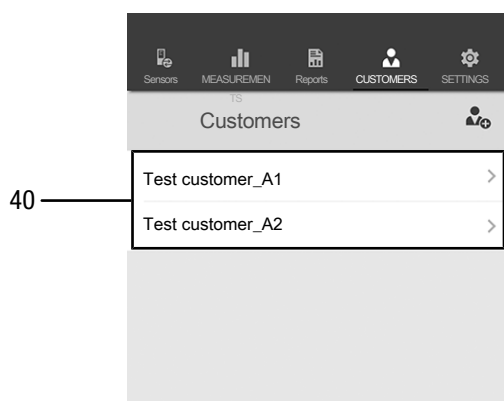 Sensors MEASUREMEN Reports CUSTOMERS SETTINGS
TS
Customers
Test customer_A1
40
Test customer_A2